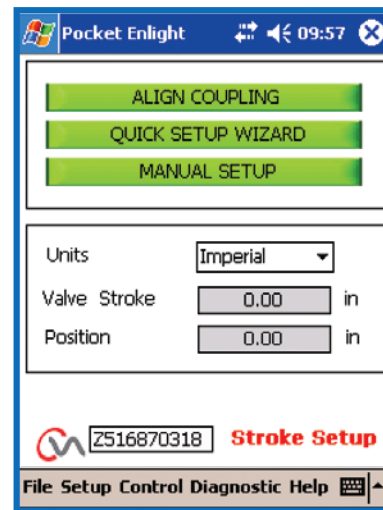 Pocket Enlight 09:57
ALIGN COUPLING
QUICK SETUP WIZARD
MANUAL SETUP
Units Imperial
Valve Stroke 0.00 in
Position 0.00 in
Z516870318 Stroke Setup
File Setup Control Diagnostic Help